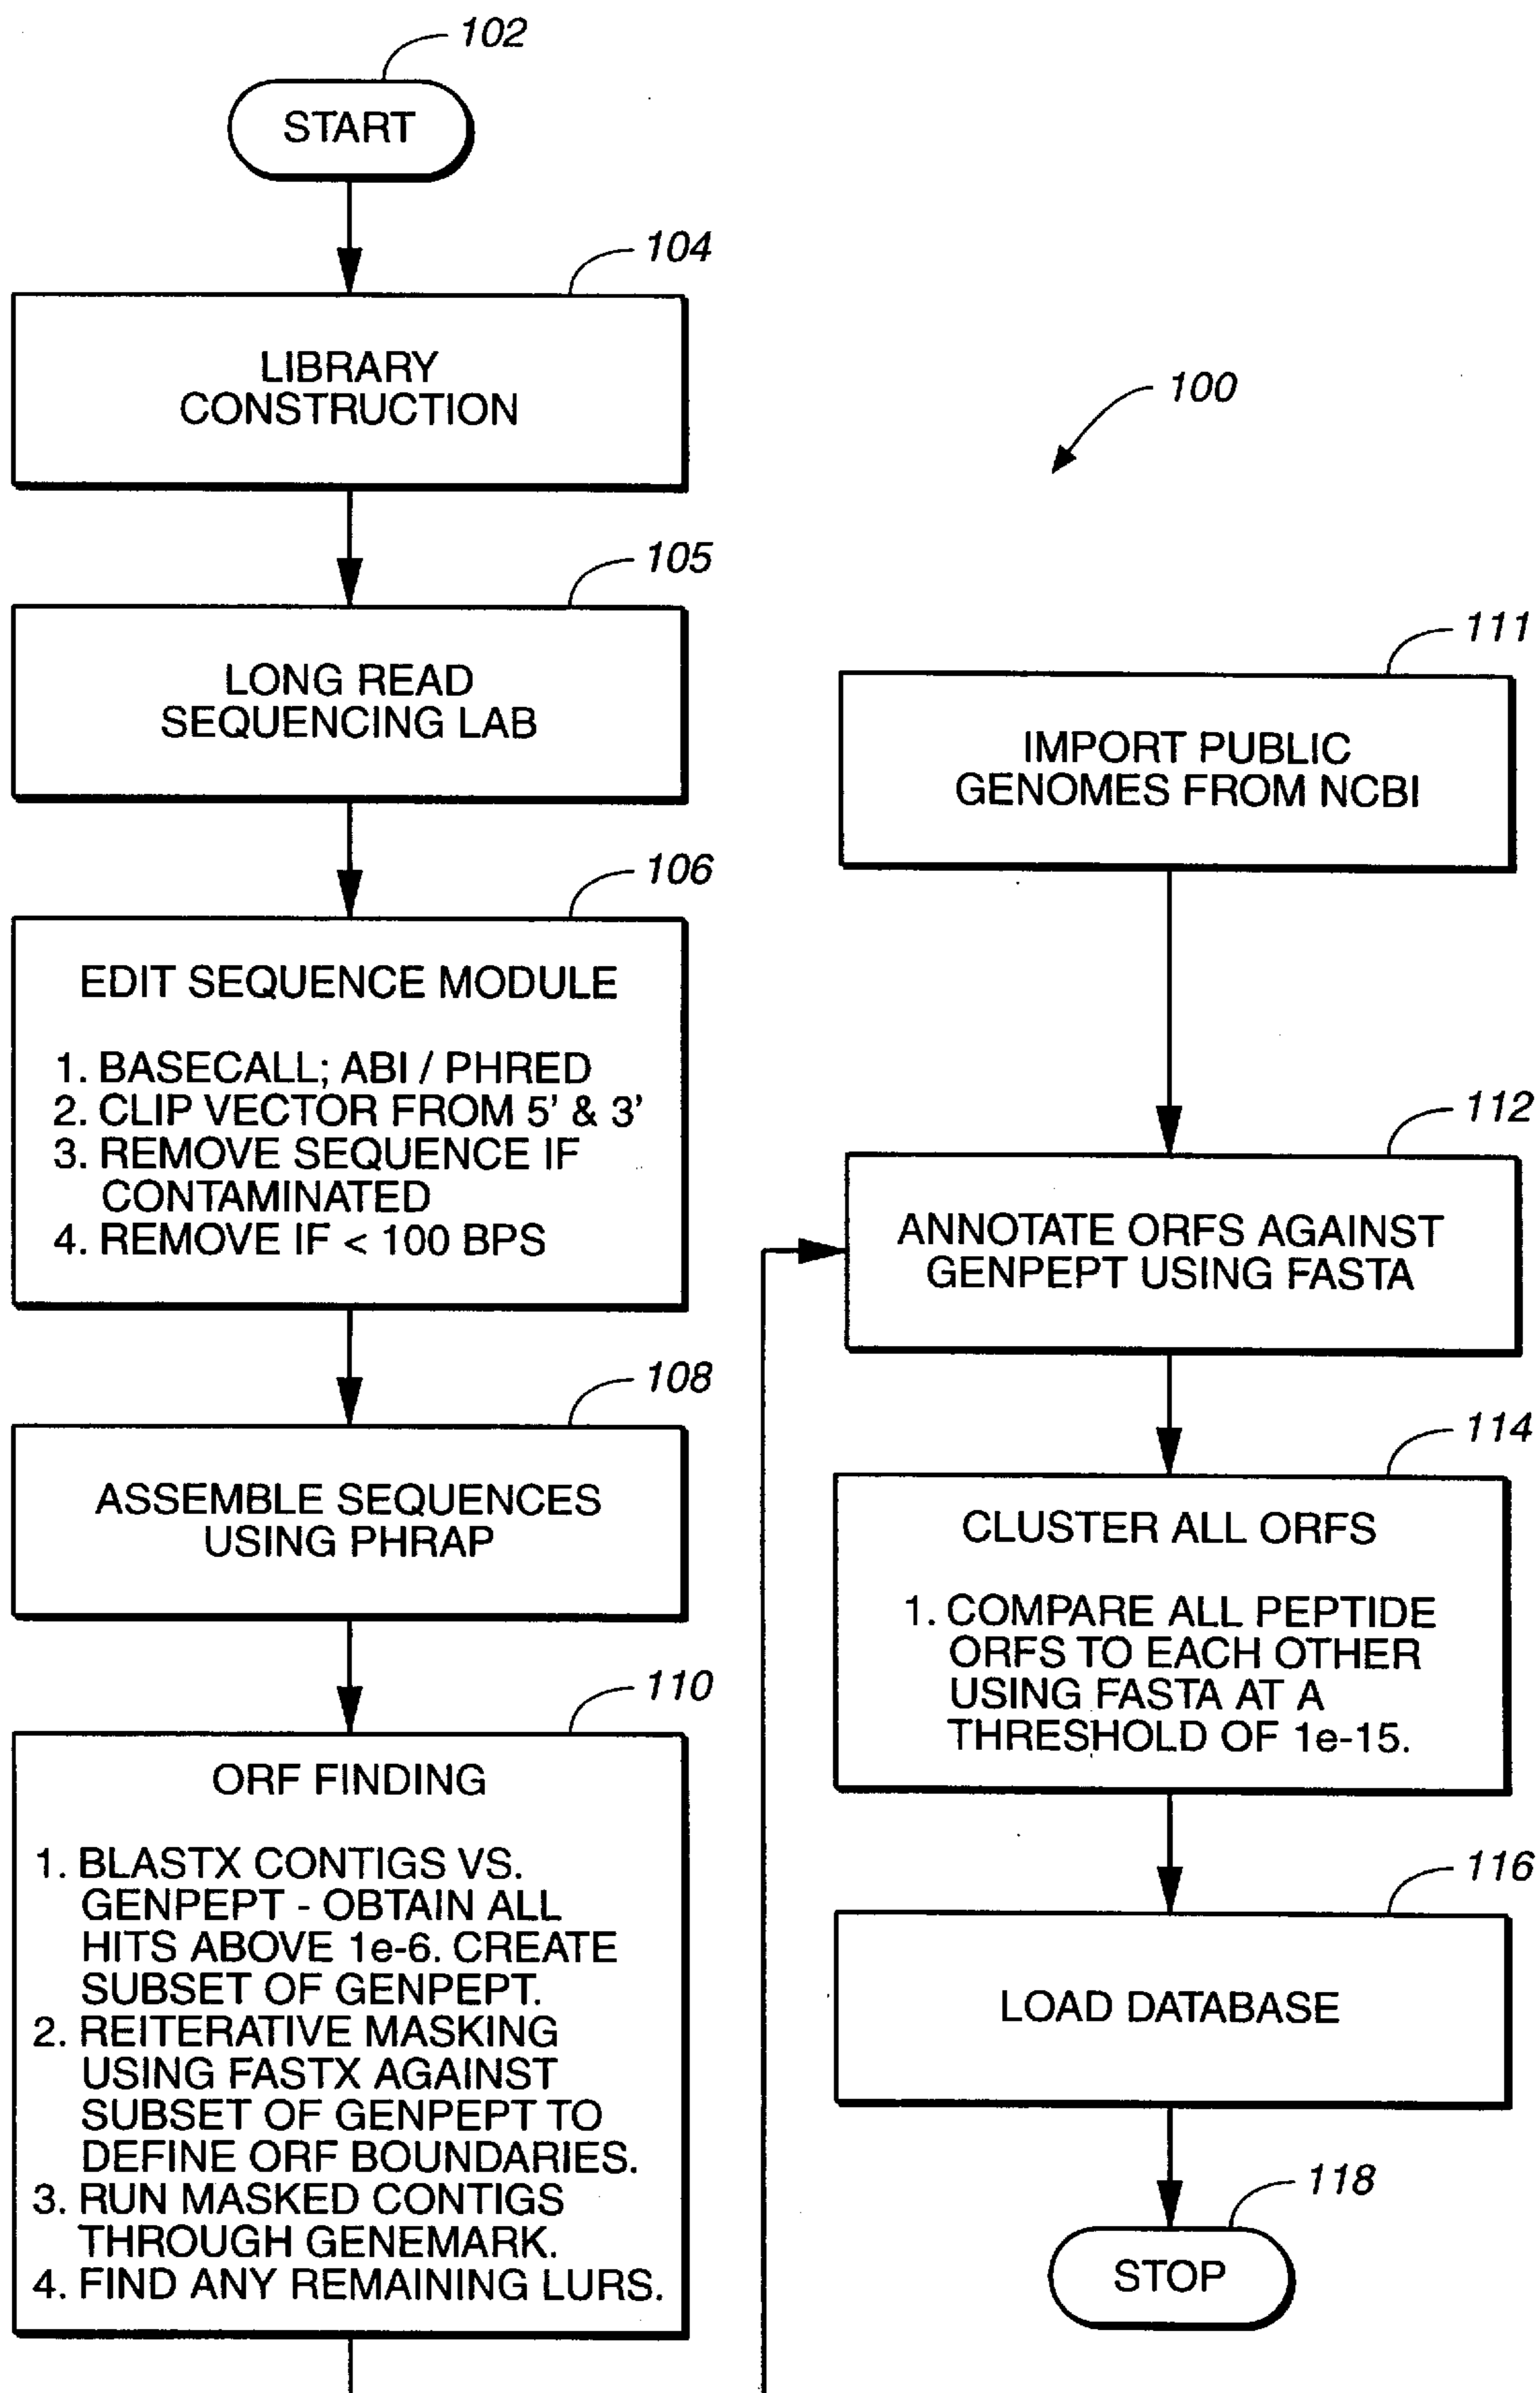 102
START
104
LIBRARY
CONSTRUCTION
105
LONG READ
SEQUENCING LAB
106
EDIT SEQUENCE MODULE
1. BASECALL; ABI / PHRED
2. CLIP VECTOR FROM 5' & 3'
3. REMOVE SEQUENCE IF
CONTAMINATED
4. REMOVE IF < 100 BPS
108
ASSEMBLE SEQUENCES
USING PHRAP
110
ORF FINDING
1. BLASTX CONTIGS VS.
GENPEPT - OBTAIN ALL
HITS ABOVE 1e-6. CREATE
SUBSET OF GENPEPT.
2. REITERATIVE MASKING
USING FASTX AGAINST
SUBSET OF GENPEPT TO
DEFINE ORF BOUNDARIES.
3. RUN MASKED CONTIGS
THROUGH GENEMARK.
4. FIND ANY REMAINING LURS.
100
111
IMPORT PUBLIC
GENOMES FROM NCBI
112
ANNOTATE ORFS AGAINST
GENPEPT USING FASTA
114
CLUSTER ALL ORFS
1. COMPARE ALL PEPTIDE
ORFS TO EACH OTHER
USING FASTA AT A
THRESHOLD OF 1e-15.
116
LOAD DATABASE
118
STOP